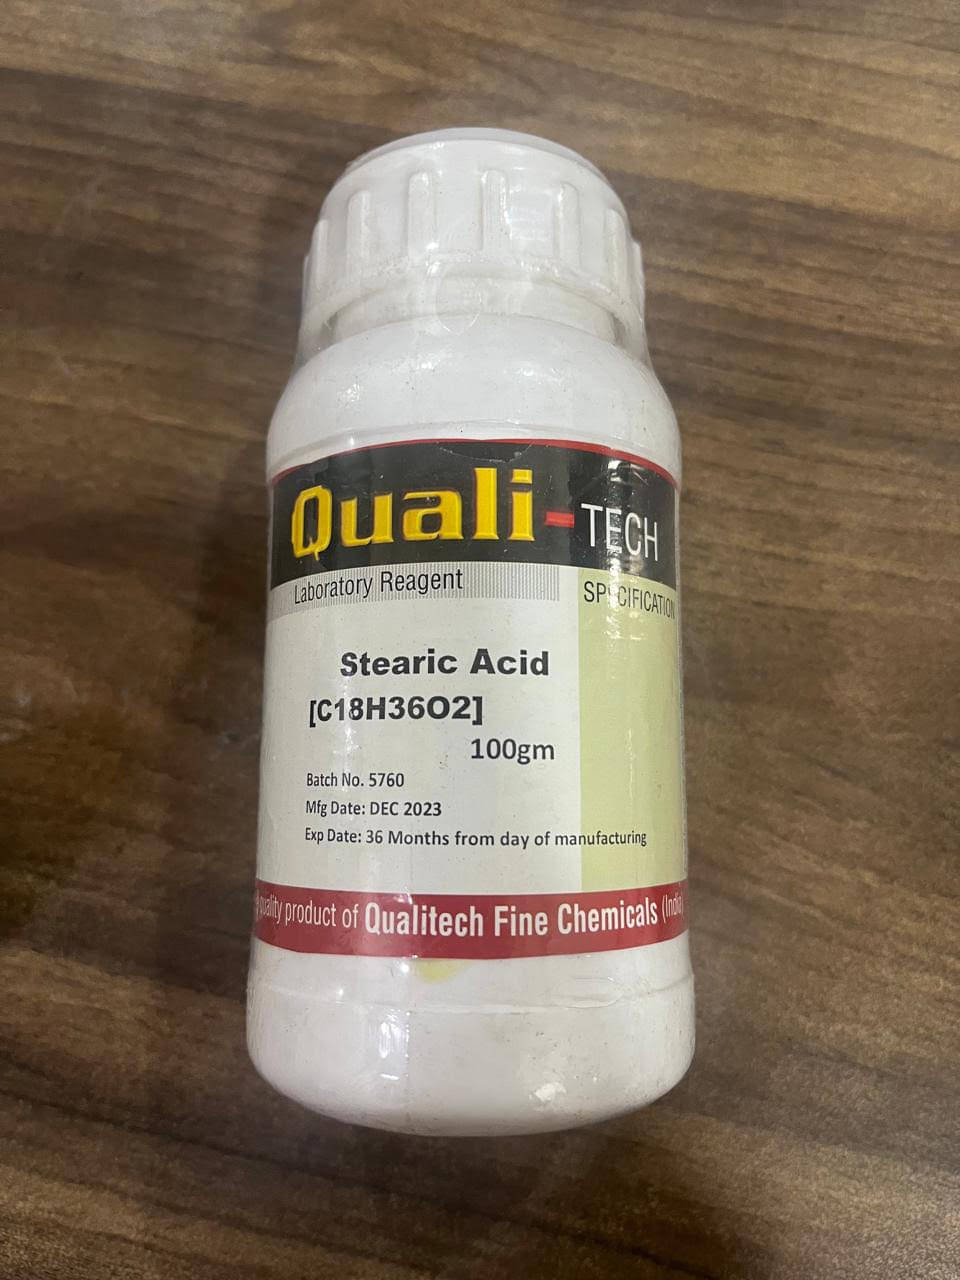 Quali-TECH
Laboratory Reagent
SPECIFICATION
Stearic Acid
[C18H36O2]
100gm
Batch No. 5760
Mfg Date: DEC 2023
Exp Date: 36 Months from day of manufacturing
quality product of Qualitech Fine Chemicals (India)